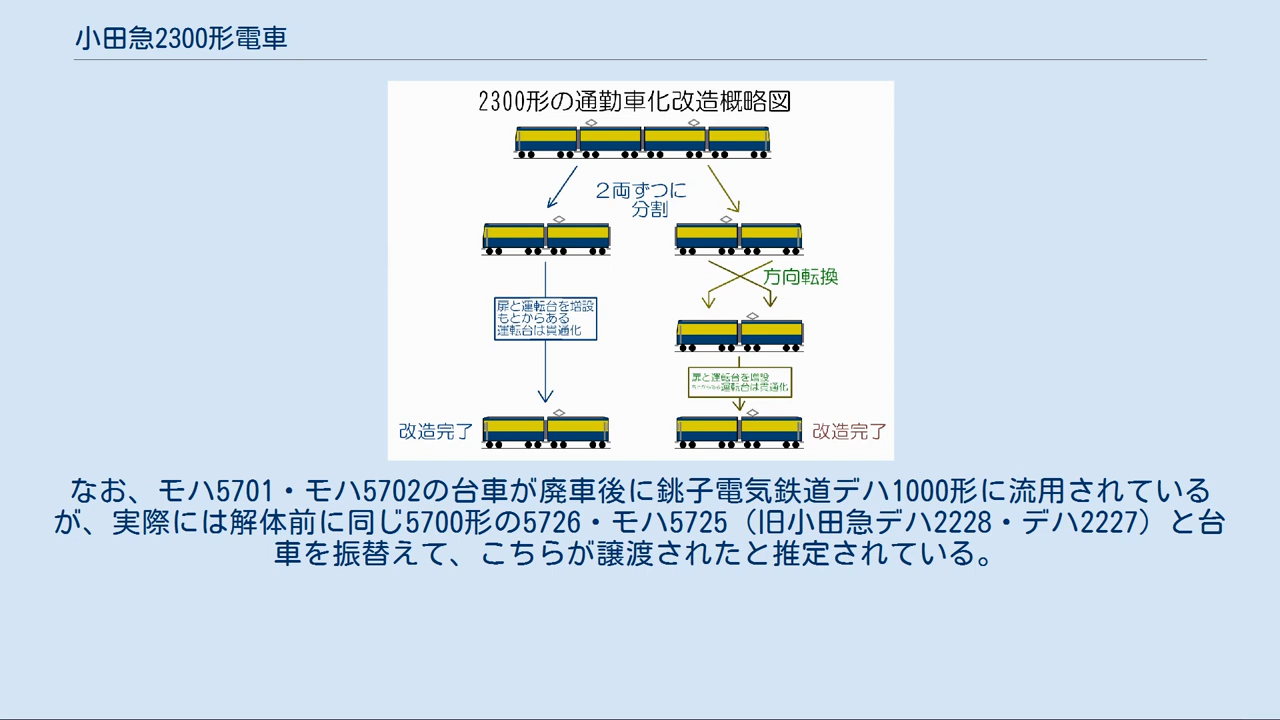 小田急2300形電車
2300形の通勤車化改造概略図
２両ずつに
分割
方向転換
扉と運転台を増設
もとからある
運転台は貫通化
扉と運転台を増設
もとからある運転台は貫通化
改造完了
改造完了
なお、モハ5701・モハ5702の台車が廃車後に銚子電気鉄道デハ1000形に流用されている
が、実際には解体前に同じ5700形の5726・モハ5725（旧小田急デハ2228・デハ2227）と台
車を振替えて、こちらが譲渡されたと推定されている。